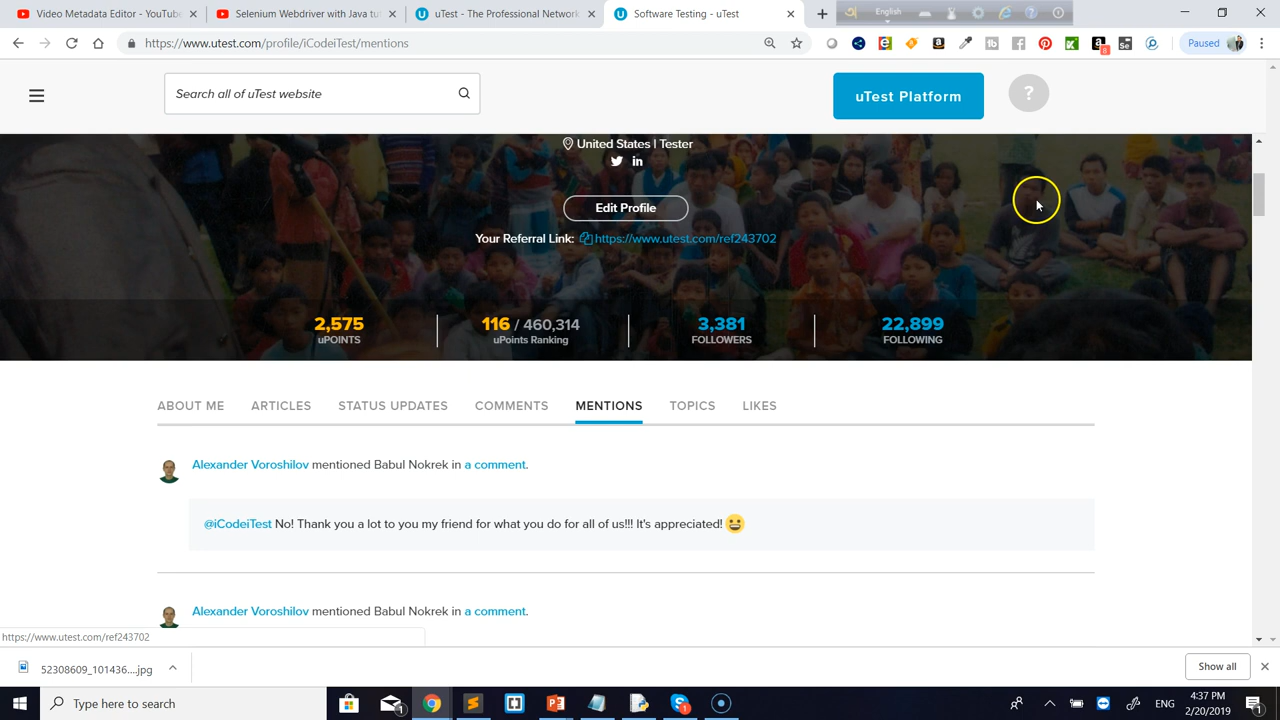 Video Metadata Editor - YouTube
Selenium Webdriver with Java tut
uTest - The Professional Network
Software Testing - uTest
English
https://www.utest.com/profile/iCodeiTest/mentions
8
Se
Paused
Search all of uTest website
uTest Platform
?
United States | Tester
Edit Profile
Your Referral Link: https://www.utest.com/ref243702
2,575
uPOINTS
116 / 460,314
uPoints Ranking
3,381
FOLLOWERS
22,899
FOLLOWING
ABOUT ME
ARTICLES
STATUS UPDATES
COMMENTS
MENTIONS
TOPICS
LIKES
Alexander Voroshilov mentioned Babul Nokrek in a comment.
@iCodeiTest No! Thank you a lot to you my friend for what you do for all of us!!! It's appreciated!
Alexander Voroshilov mentioned Babul Nokrek in a comment.
https://www.utest.com/ref243702
52308609_101436....jpg
Show all
Type here to search
ENG
4:37 PM
2/20/2019